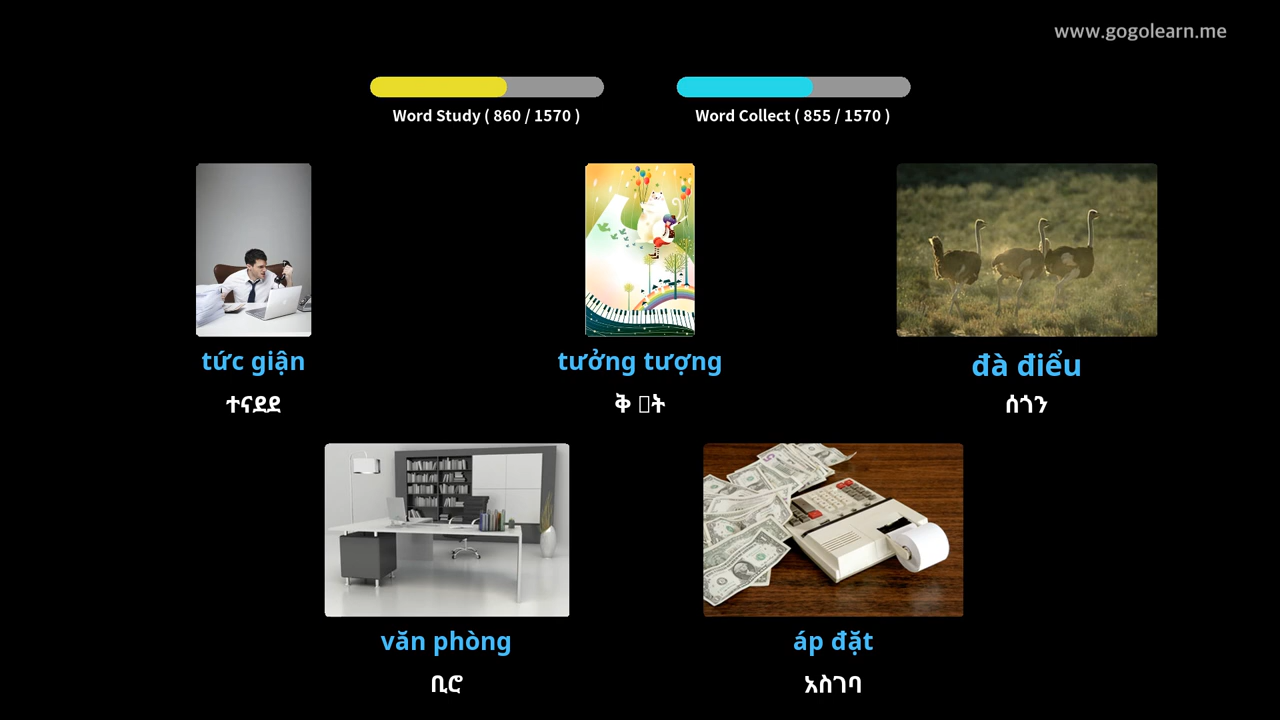 www.gogolearn.me
Word Study ( 860 / 1570 )
Word Collect ( 855 / 1570 )
tức giận
tưởng tượng
đà điểu
ተናደደ
ቅ ት
ሰጎን
văn phòng
áp đặt
ቢሮ
አስገባ